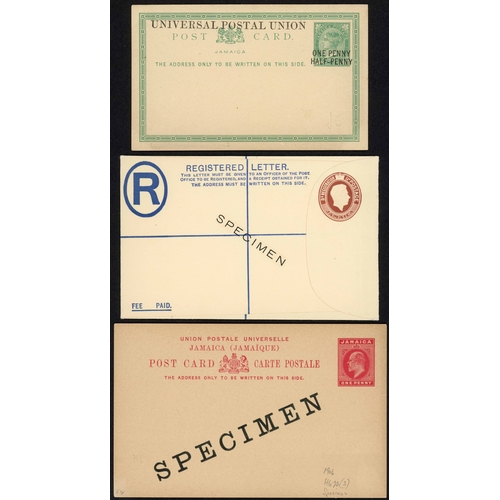 UNIVERSAL POSTAL UNION
POST CARD.
JAMAICA
THE ADDRESS ONLY TO BE WRITTEN ON THIS SIDE.
ONE PENNY
HALF-PENNY
R
REGISTERED LETTER.
THIS LETTER MUST BE GIVEN TO AN OFFICER OF THE POST
OFFICE TO BE REGISTERED, AND A RECEIPT OBTAINED FOR IT.
THE ADDRESS MUST BE WRITTEN ON THIS SIDE.
SPECIMEN
FEE PAID.
UNION POSTALE UNIVERSELLE
JAMAICA (JAMAÏQUE)
POST CARD CARTE POSTALE
THE ADDRESS ONLY TO BE WRITTEN ON THIS SIDE.
JAMAICA
ONE PENNY
SPECIMEN